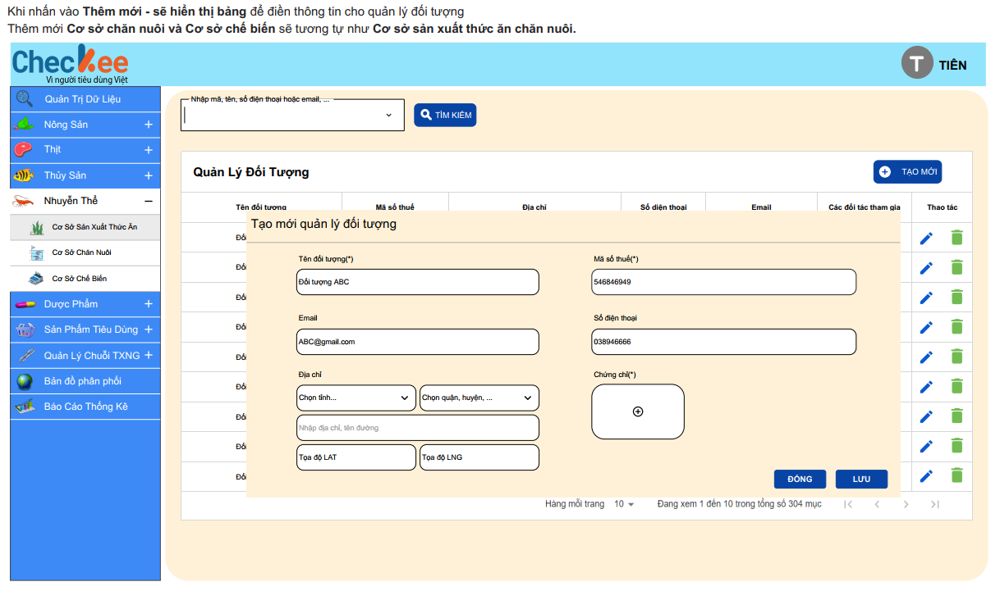 Khi nhấn vào Thêm mới - sẽ hiển thị bảng để điền thông tin cho quản lý đối tượng
Thêm mới Cơ sở chăn nuôi và Cơ sở chế biến sẽ tương tự như Cơ sở sản xuất thức ăn chăn nuôi.
Checkee
Vì người tiêu dùng Việt
T TIÊN
Quản Trị Dữ Liệu
Nông Sản +
Thịt +
Thủy Sản +
Nhuyễn Thể −
Cơ Sở Sản Xuất Thức Ăn
Cơ Sở Chăn Nuôi
Cơ Sở Chế Biến
Dược Phẩm +
Sản Phẩm Tiêu Dùng +
Quản Lý Chuỗi TXNG +
Bản đồ phân phối
Báo Cáo Thống Kê
Nhập mã, tên, số điện thoại hoặc email, ...
TÌM KIẾM
Quản Lý Đối Tượng
TẠO MỚI
Tên đối tượng Mã số thuế Địa chỉ Số điện thoại Email Các đối tác tham gia Thao tác
Tạo mới quản lý đối tượng
Tên đối tượng(*) Mã số thuế(*)
Đối tượng ABC 546846949
Email Số điện thoại
ABC@gmail.com 038946666
Địa chỉ Chứng chỉ(*)
Chọn tỉnh... Chọn quận, huyện, ...
Nhập địa chỉ, tên đường
Tọa độ LAT Tọa độ LNG
ĐÓNG LƯU
Đối
Đối
Đối
Đối
Đối
Đối
Đối
Đối
Đối
Hàng mỗi trang 10 Đang xem 1 đến 10 trong tổng số 304 mục